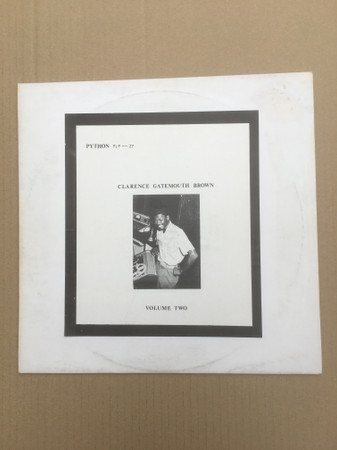 PYTHON PLP—27
CLARENCE GATEMOUTH BROWN
VOLUME TWO